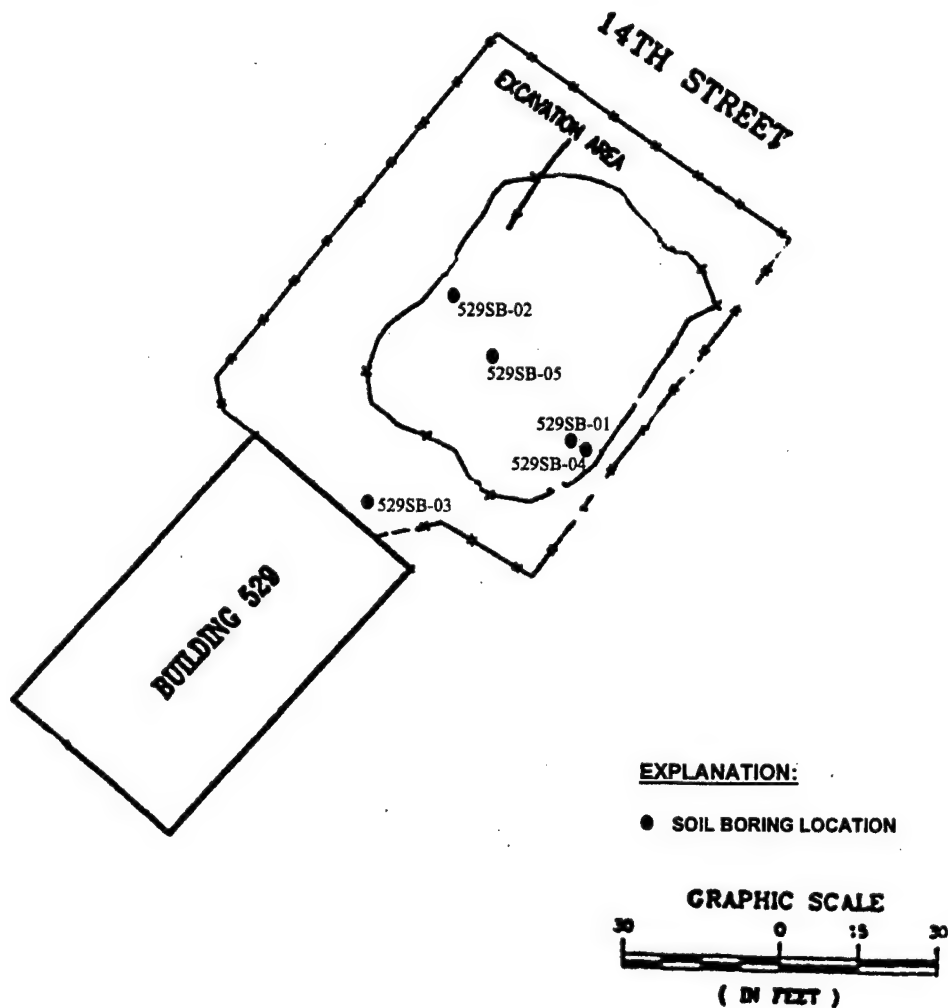 14TH STREET
EXCAVATION AREA
529SB-02
529SB-05
529SB-01
529SB-04
529SB-03
BUILDING 529
EXPLANATION:
SOIL BORING LOCATION
GRAPHIC SCALE
30 0 15 30
( IN FEET )